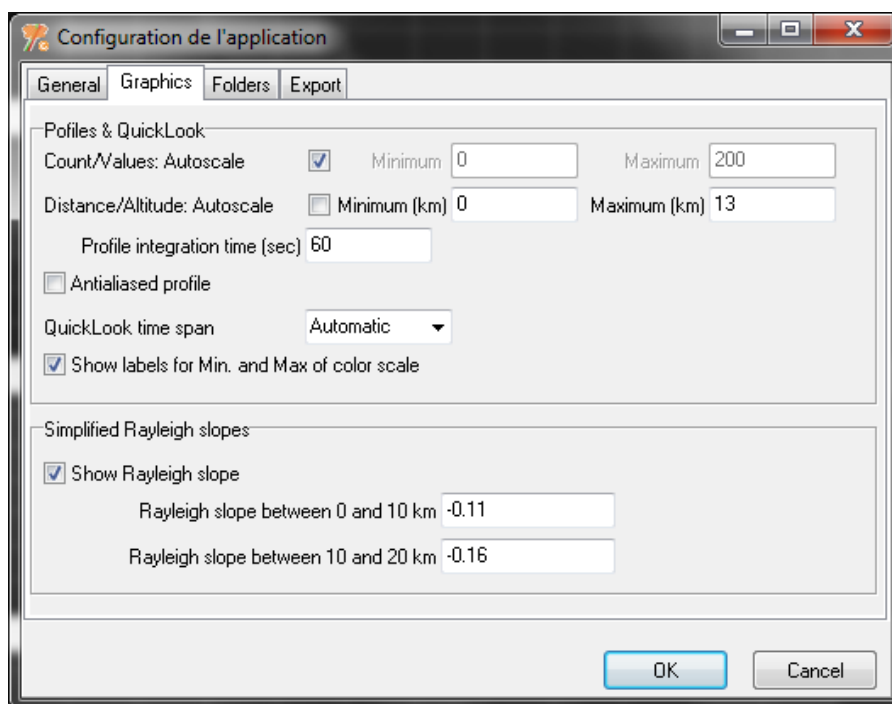 Configuration de l'application
General Graphics Folders Export
Pofiles & QuickLook
Count/Values: Autoscale Minimum 0 Maximum 200
Distance/Altitude: Autoscale Minimum (km) 0 Maximum (km) 13
Profile integration time (sec) 60
Antialiased profile
QuickLook time span Automatic
Show labels for Min. and Max of color scale
Simplified Rayleigh slopes
Show Rayleigh slope
Rayleigh slope between 0 and 10 km -0.11
Rayleigh slope between 10 and 20 km -0.16
OK Cancel